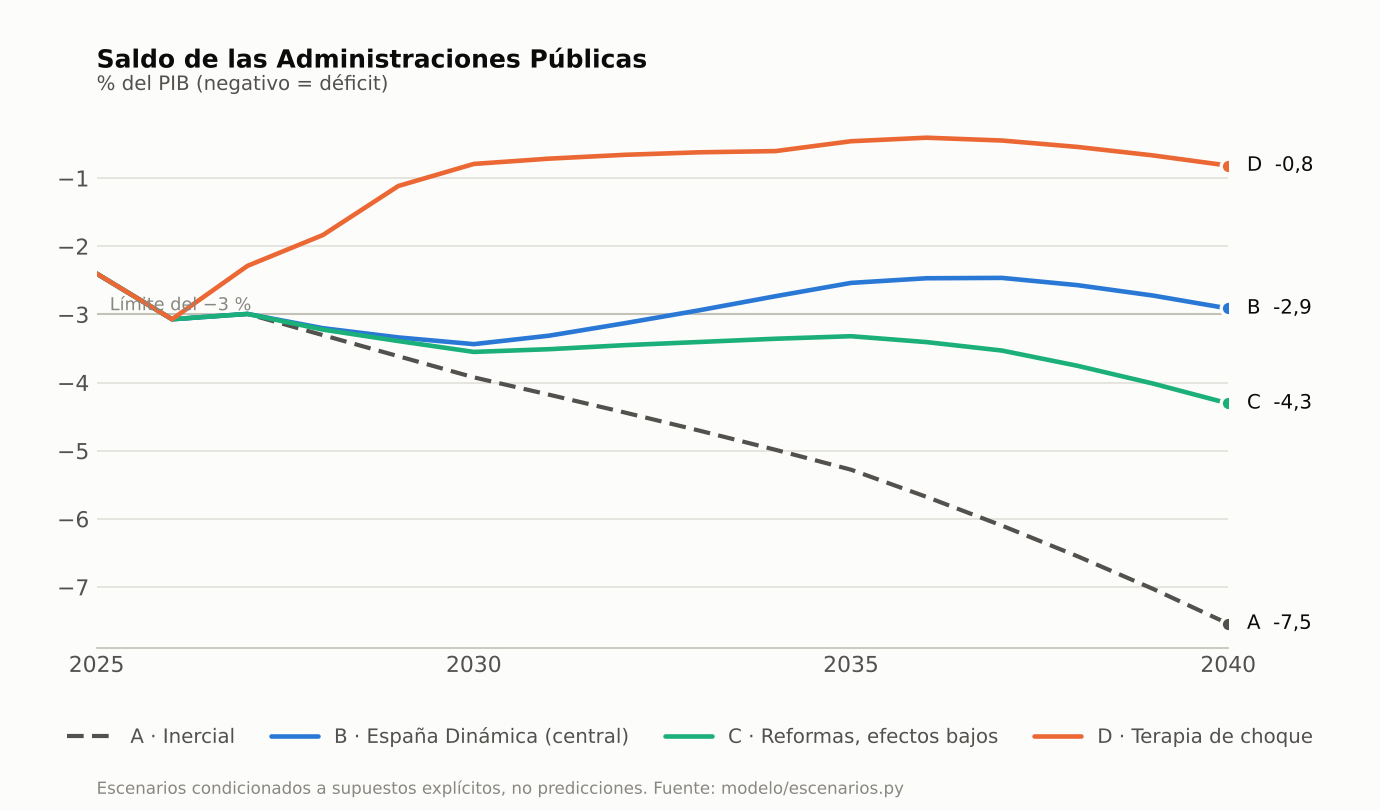 Saldo de las Administraciones Públicas
% del PIB (negativo = déficit)
D -0,8
−1
−2
Límite del −3 %
−3
B -2,9
−4
C -4,3
−5
−6
−7
A -7,5
2025 2030 2035 2040
A · Inercial B · España Dinámica (central) C · Reformas, efectos bajos D · Terapia de choque
Escenarios condicionados a supuestos explícitos, no predicciones. Fuente: modelo/escenarios.py